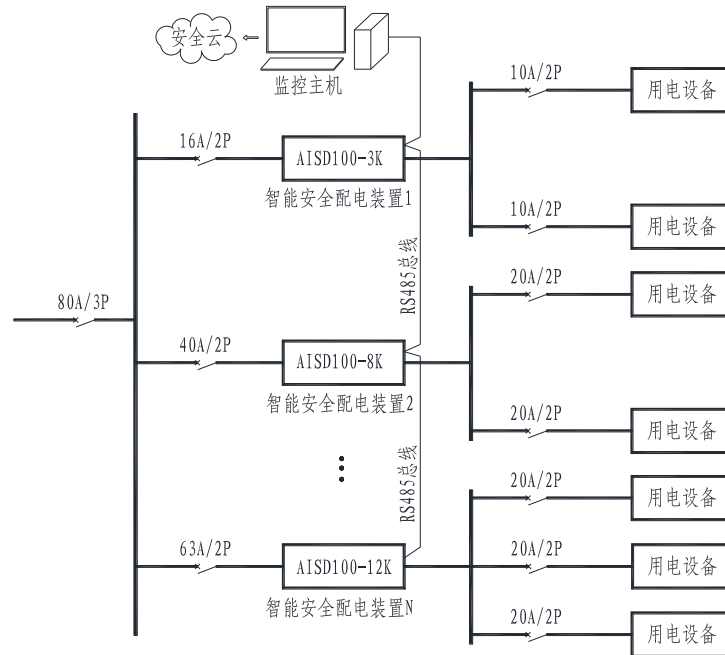 安全云
监控主机
10A/2P
用电设备
16A/2P
AISD100-3K
智能安全配电装置1
10A/2P
用电设备
RS485总线
20A/2P
用电设备
80A/3P
40A/2P
AISD100-8K
智能安全配电装置2
20A/2P
用电设备
RS485总线
20A/2P
用电设备
63A/2P
AISD100-12K
智能安全配电装置N
20A/2P
用电设备
20A/2P
用电设备